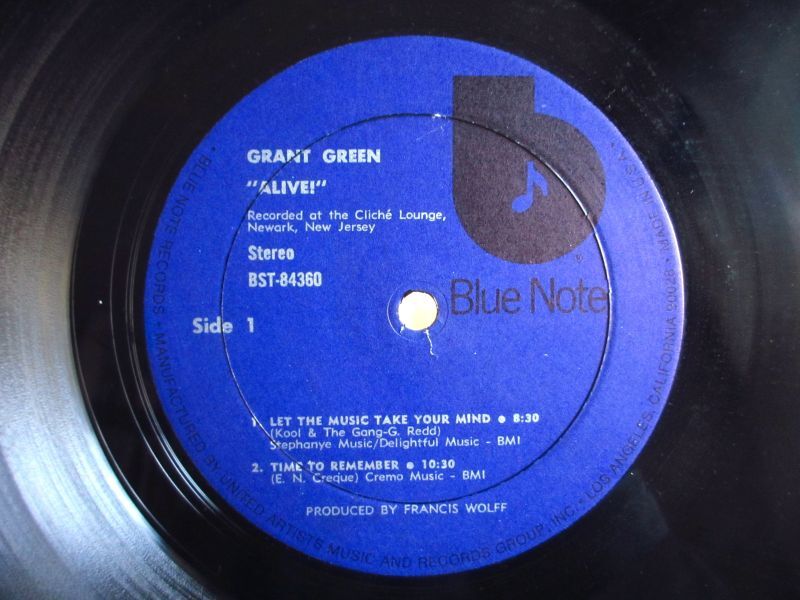 GRANT GREEN
"ALIVE!"
Recorded at the Cliché Lounge,
Newark, New Jersey
Stereo
BST-84360
Side 1
Blue Note
®
1. LET THE MUSIC TAKE YOUR MIND ● 8:30
(Kool & The Gang-G. Redd)
Stephanye Music/Delightful Music - BMI
2. TIME TO REMEMBER ● 10:30
(E. N. Creque) Cremo Music - BMI
PRODUCED BY FRANCIS WOLFF
• BLUE NOTE RECORDS • MANUFACTURED BY UNITED ARTISTS MUSIC AND RECORDS GROUP, INC. • LOS ANGELES, CALIFORNIA 90028 • MADE IN U.S.A.